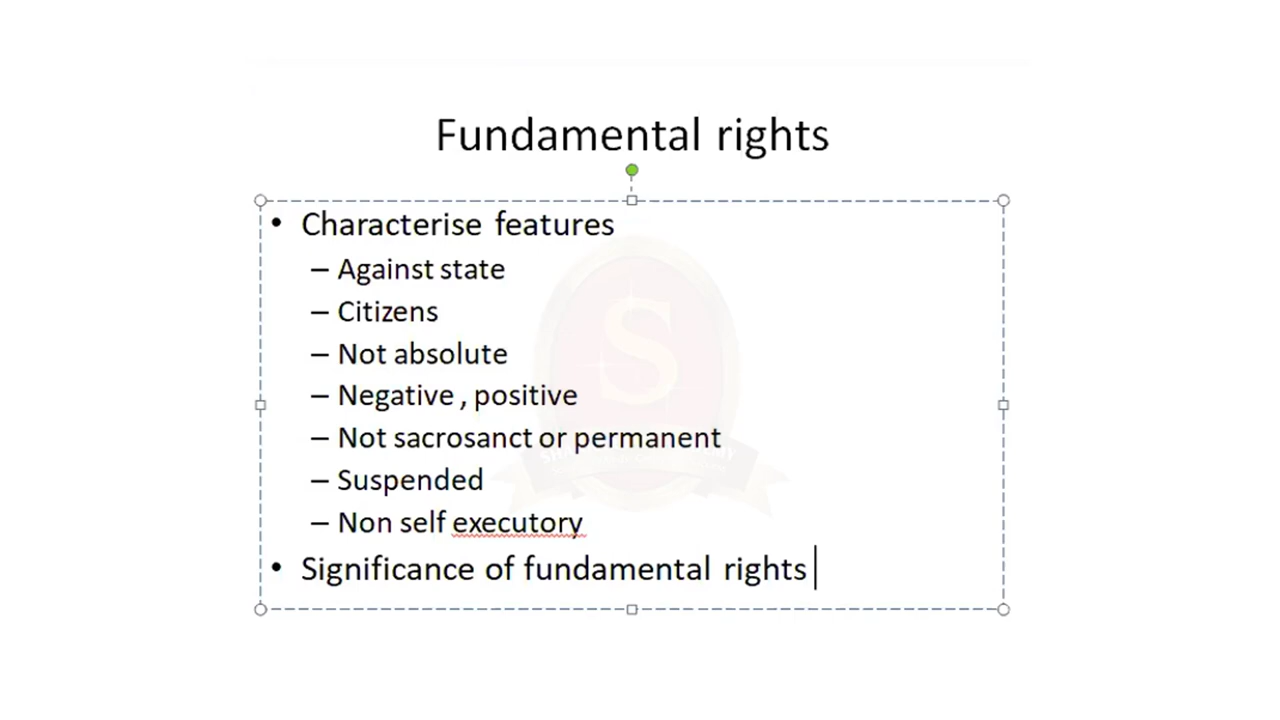 Fundamental rights
• Characterise features
– Against state
– Citizens
– Not absolute
– Negative , positive
– Not sacrosanct or permanent
– Suspended
– Non self executory
• Significance of fundamental rights